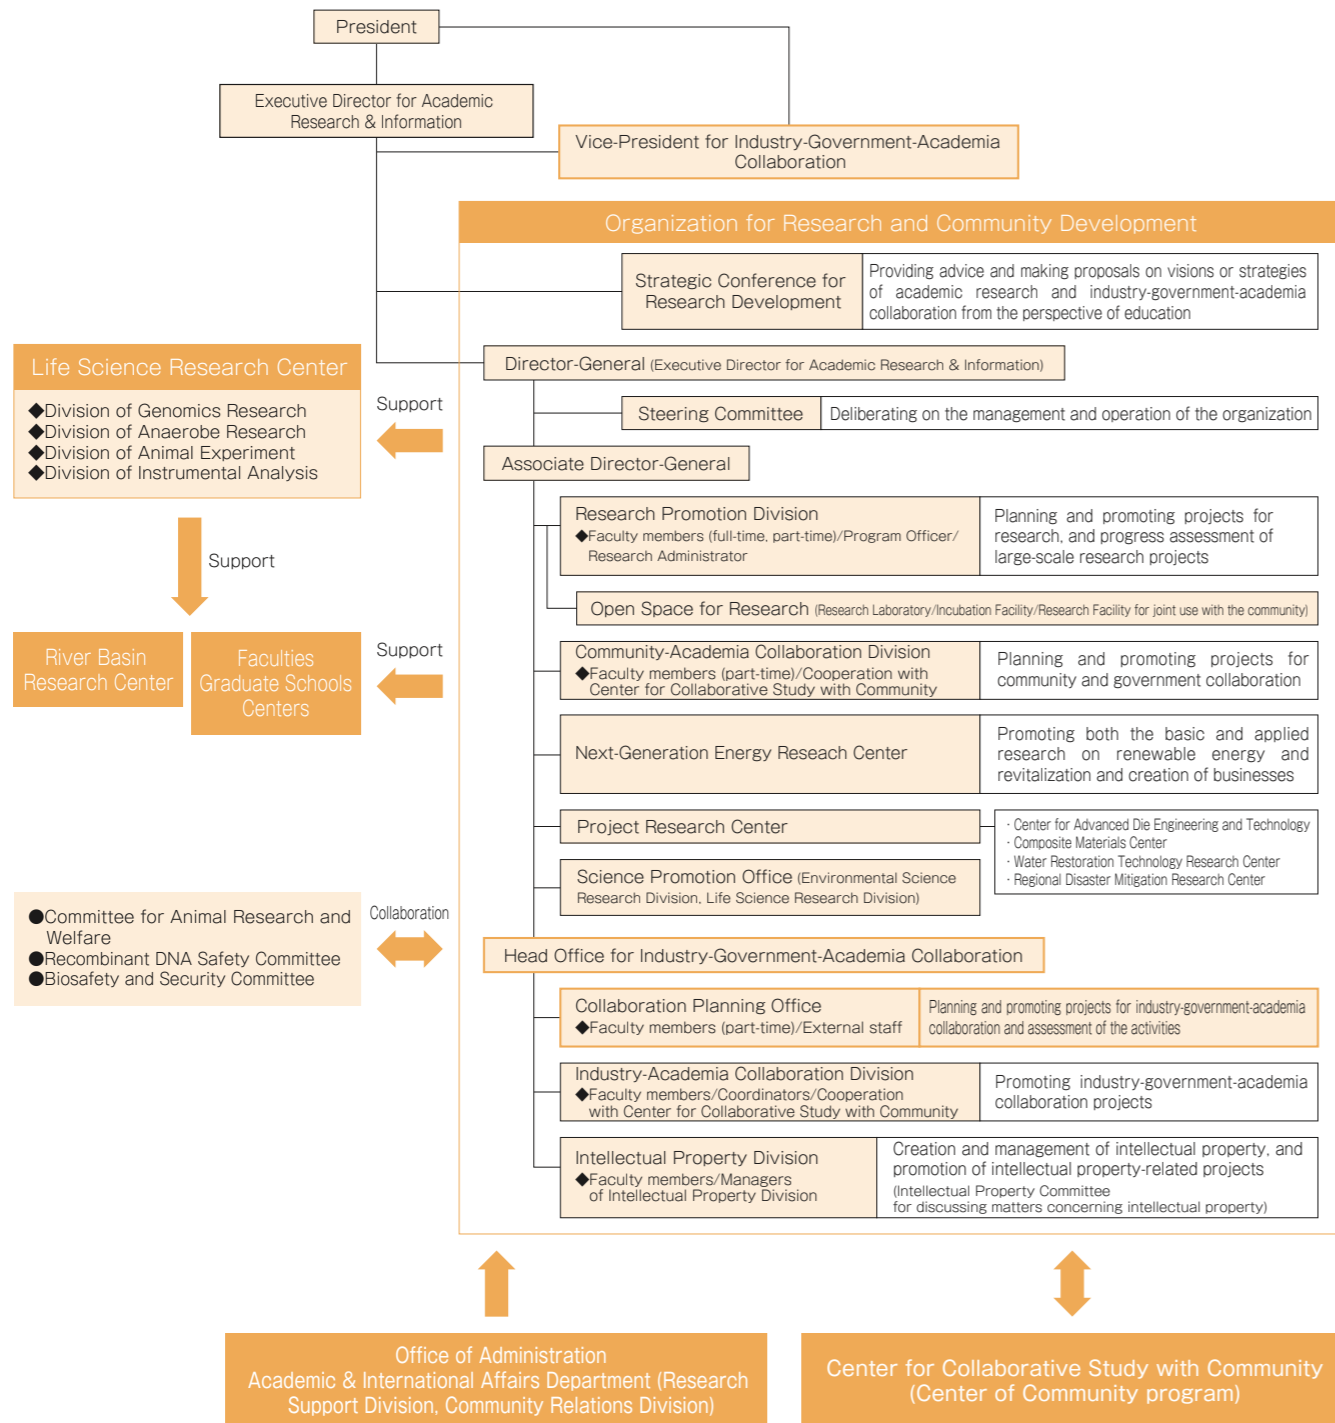 President
Executive Director for Academic
Research & Information
Vice-President for Industry-Government-Academia
Collaboration
Organization for Research and Community Development
Strategic Conference for
Research Development
Providing advice and making proposals on visions or strategies
of academic research and industry-government-academia
collaboration from the perspective of education
Director-General (Executive Director for Academic Research & Information)
Steering Committee
Deliberating on the management and operation of the organization
Associate Director-General
Life Science Research Center
◆Division of Genomics Research
◆Division of Anaerobe Research
◆Division of Animal Experiment
◆Division of Instrumental Analysis
Support
Support
River Basin
Research Center
Faculties
Graduate Schools
Centers
Support
Research Promotion Division
◆Faculty members (full-time, part-time)/Program Officer/
Research Administrator
Planning and promoting projects for
research, and progress assessment of
large-scale research projects
Open Space for Research (Research Laboratory/Incubation Facility/Research Facility for joint use with the community)
Community-Academia Collaboration Division
◆Faculty members (part-time)/Cooperation with
Center for Collaborative Study with Community
Planning and promoting projects for
community and government collaboration
Next-Generation Energy Reseach Center
Promoting both the basic and applied
research on renewable energy and
revitalization and creation of businesses
Project Research Center
· Center for Advanced Die Engineering and Technology
· Composite Materials Center
· Water Restoration Technology Research Center
· Regional Disaster Mitigation Research Center
Science Promotion Office (Environmental Science
Research Division, Life Science Research Division)
●Committee for Animal Research and
Welfare
●Recombinant DNA Safety Committee
●Biosafety and Security Committee
Collaboration
Head Office for Industry-Government-Academia Collaboration
Collaboration Planning Office
◆Faculty members (part-time)/External staff
Planning and promoting projects for industry-government-academia
collaboration and assessment of the activities
Industry-Academia Collaboration Division
◆Faculty members/Coordinators/Cooperation
with Center for Collaborative Study with Community
Promoting industry-government-academia
collaboration projects
Intellectual Property Division
◆Faculty members/Managers
of Intellectual Property Division
Creation and management of intellectual property, and
promotion of intellectual property-related projects
(Intellectual Property Committee
for discussing matters concerning intellectual property)
Office of Administration
Academic & International Affairs Department (Research
Support Division, Community Relations Division)
Center for Collaborative Study with Community
(Center of Community program)